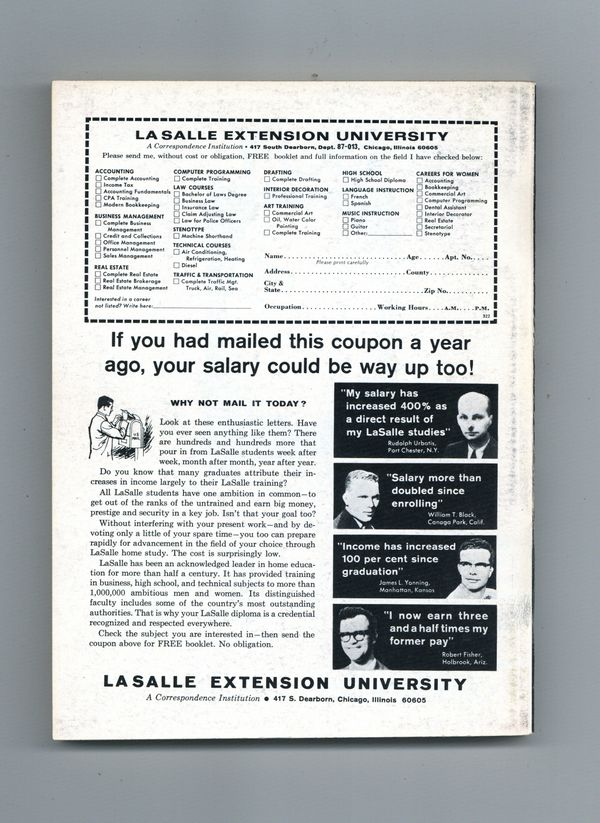 LA SALLE EXTENSION UNIVERSITY
A Correspondence Institution • 417 South Dearborn, Dept. 87-013, Chicago, Illinois 60605
Please send me, without cost or obligation, FREE booklet and full information on the field I have checked below:
ACCOUNTING
Complete Accounting
Income Tax
Accounting Fundamentals
CPA Training
Modern Bookkeeping
BUSINESS MANAGEMENT
Complete Business
Management
Credit and Collections
Office Management
Personnel Management
Sales Management
REAL ESTATE
Complete Real Estate
Real Estate Brokerage
Real Estate Management
Interested in a career
not listed? Write here:
COMPUTER PROGRAMMING
Complete Training
LAW COURSES
Bachelor of Laws Degree
Business Law
Insurance Law
Claim Adjusting Law
Law for Police Officers
STENOTYPE
Machine Shorthand
TECHNICAL COURSES
Air Conditioning,
Refrigeration, Heating
Diesel
TRAFFIC & TRANSPORTATION
Complete Traffic Mgt.
Truck, Air, Rail, Sea
DRAFTING
Complete Drafting
INTERIOR DECORATION
Professional Training
ART TRAINING
Commercial Art
Oil, Water Color
Painting
Complete Training
HIGH SCHOOL
High School Diploma
LANGUAGE INSTRUCTION
French
Spanish
MUSIC INSTRUCTION
Piano
Guitar
Other:
CAREERS FOR WOMEN
Accounting
Bookkeeping
Commercial Art
Computer Programming
Dental Assistant
Interior Decorator
Real Estate
Secretarial
Stenotype
Name Age Apt. No.
Please print carefully
Address County
City &
State Zip No.
Occupation Working Hours A.M. P.M.
322
If you had mailed this coupon a year
ago, your salary could be way up too!
WHY NOT MAIL IT TODAY?
MAIL
Look at these enthusiastic letters. Have
you ever seen anything like them? There
are hundreds and hundreds more that
pour in from LaSalle students week after
week, month after month, year after year.
Do you know that many graduates attribute their in-
creases in income largely to their LaSalle training?
All LaSalle students have one ambition in common—to
get out of the ranks of the untrained and earn big money,
prestige and security in a key job. Isn't that your goal too?
Without interfering with your present work—and by de-
voting only a little of your spare time—you too can prepare
rapidly for advancement in the field of your choice through
LaSalle home study. The cost is surprisingly low.
LaSalle has been an acknowledged leader in home educa-
tion for more than half a century. It has provided training
in business, high school, and technical subjects to more than
1,000,000 ambitious men and women. Its distinguished
faculty includes some of the country's most outstanding
authorities. That is why your LaSalle diploma is a credential
recognized and respected everywhere.
Check the subject you are interested in—then send the
coupon above for FREE booklet. No obligation.
"My salary has
increased 400% as
a direct result of
my LaSalle studies"
Rudolph Urbatis,
Port Chester, N.Y.
"Salary more than
doubled since
enrolling"
William T. Black,
Canoga Park, Calif.
"Income has increased
100 per cent since
graduation"
James L. Yonning,
Manhattan, Kansas
"I now earn three
and a half times my
former pay"
Robert Fisher,
Holbrook, Ariz.
LA SALLE EXTENSION UNIVERSITY
A Correspondence Institution • 417 S. Dearborn, Chicago, Illinois 60605